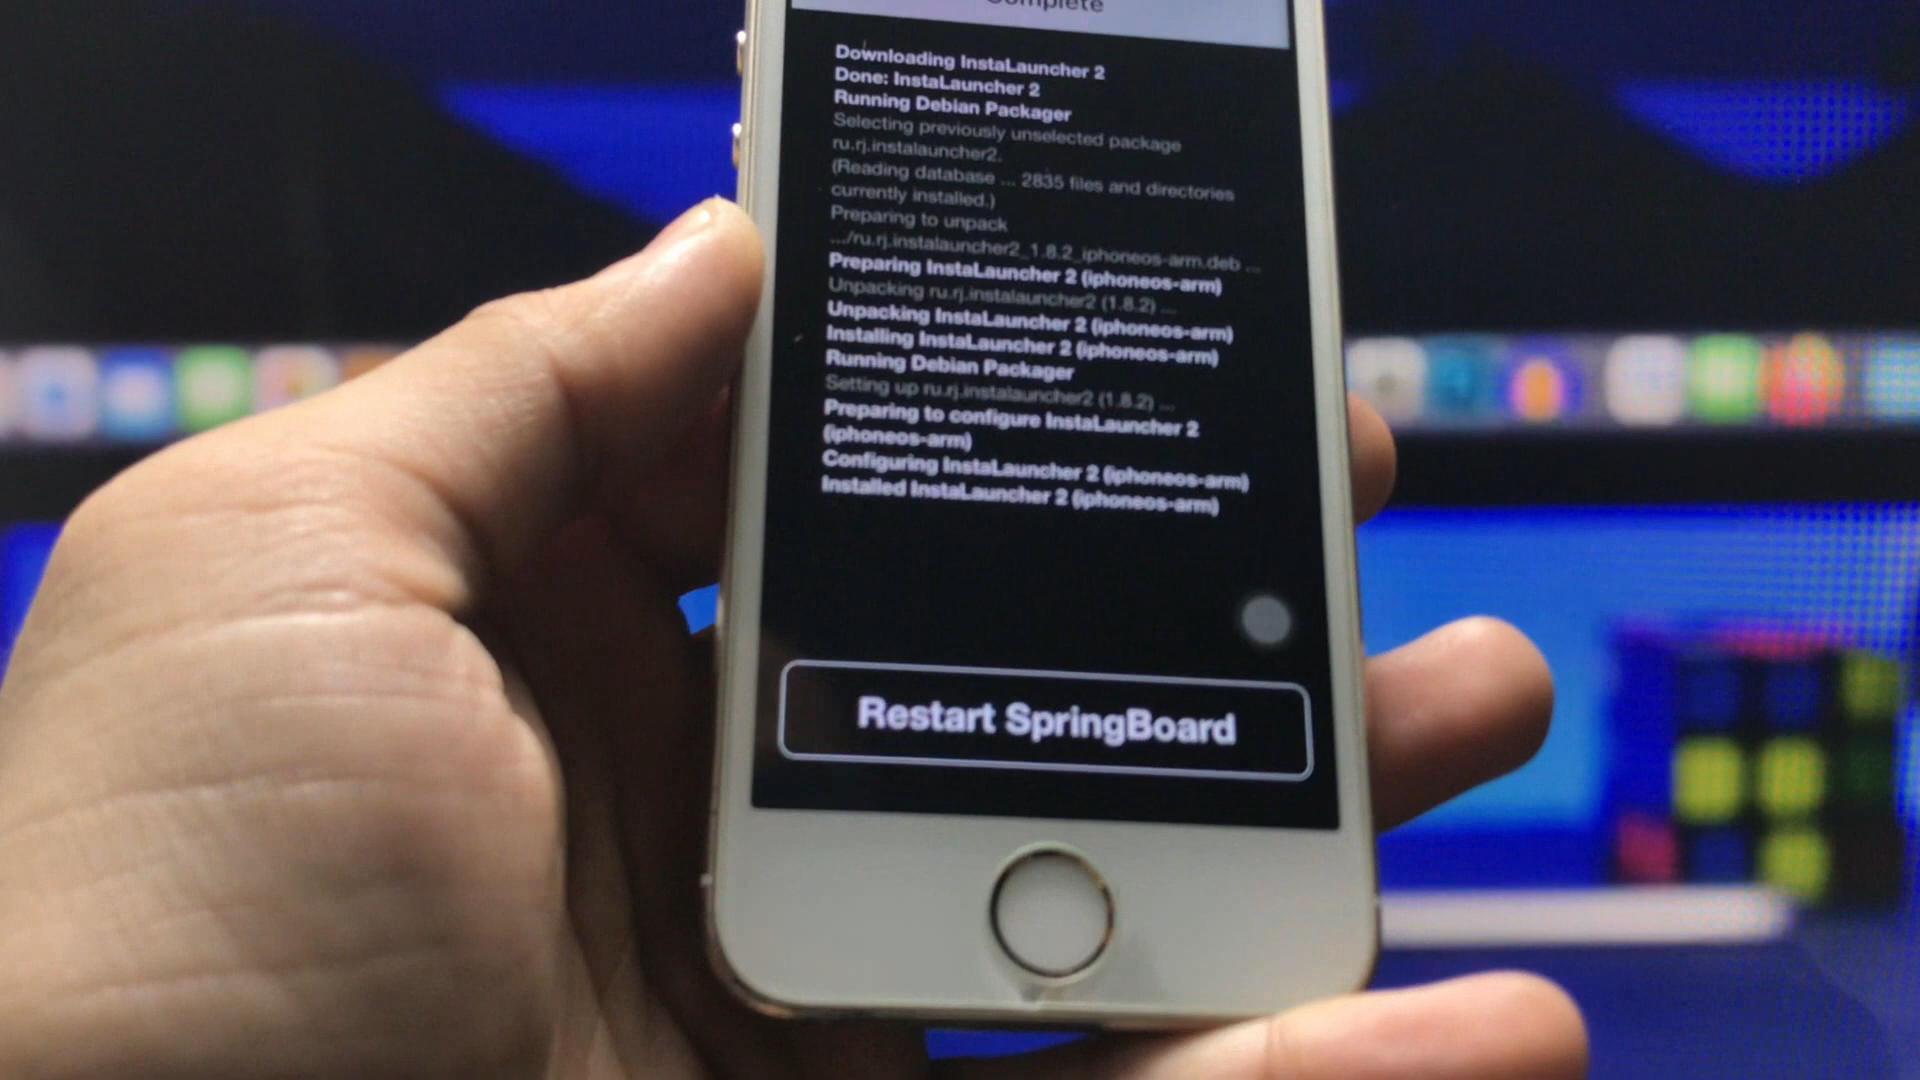 Complete
Downloading InstaLauncher 2
Done: InstaLauncher 2
Running Debian Packager
Selecting previously unselected package
ru.rj.instalauncher2.
(Reading database ... 2835 files and directories
currently installed.)
Preparing to unpack
.../ru.rj.instalauncher2_1.8.2_iphoneos-arm.deb ...
Preparing InstaLauncher 2 (iphoneos-arm)
Unpacking ru.rj.instalauncher2 (1.8.2) ...
Unpacking InstaLauncher 2 (iphoneos-arm)
Installing InstaLauncher 2 (iphoneos-arm)
Running Debian Packager
Setting up ru.rj.instalauncher2 (1.8.2) ...
Preparing to configure InstaLauncher 2
(iphoneos-arm)
Configuring InstaLauncher 2 (iphoneos-arm)
Installed InstaLauncher 2 (iphoneos-arm)
Restart SpringBoard